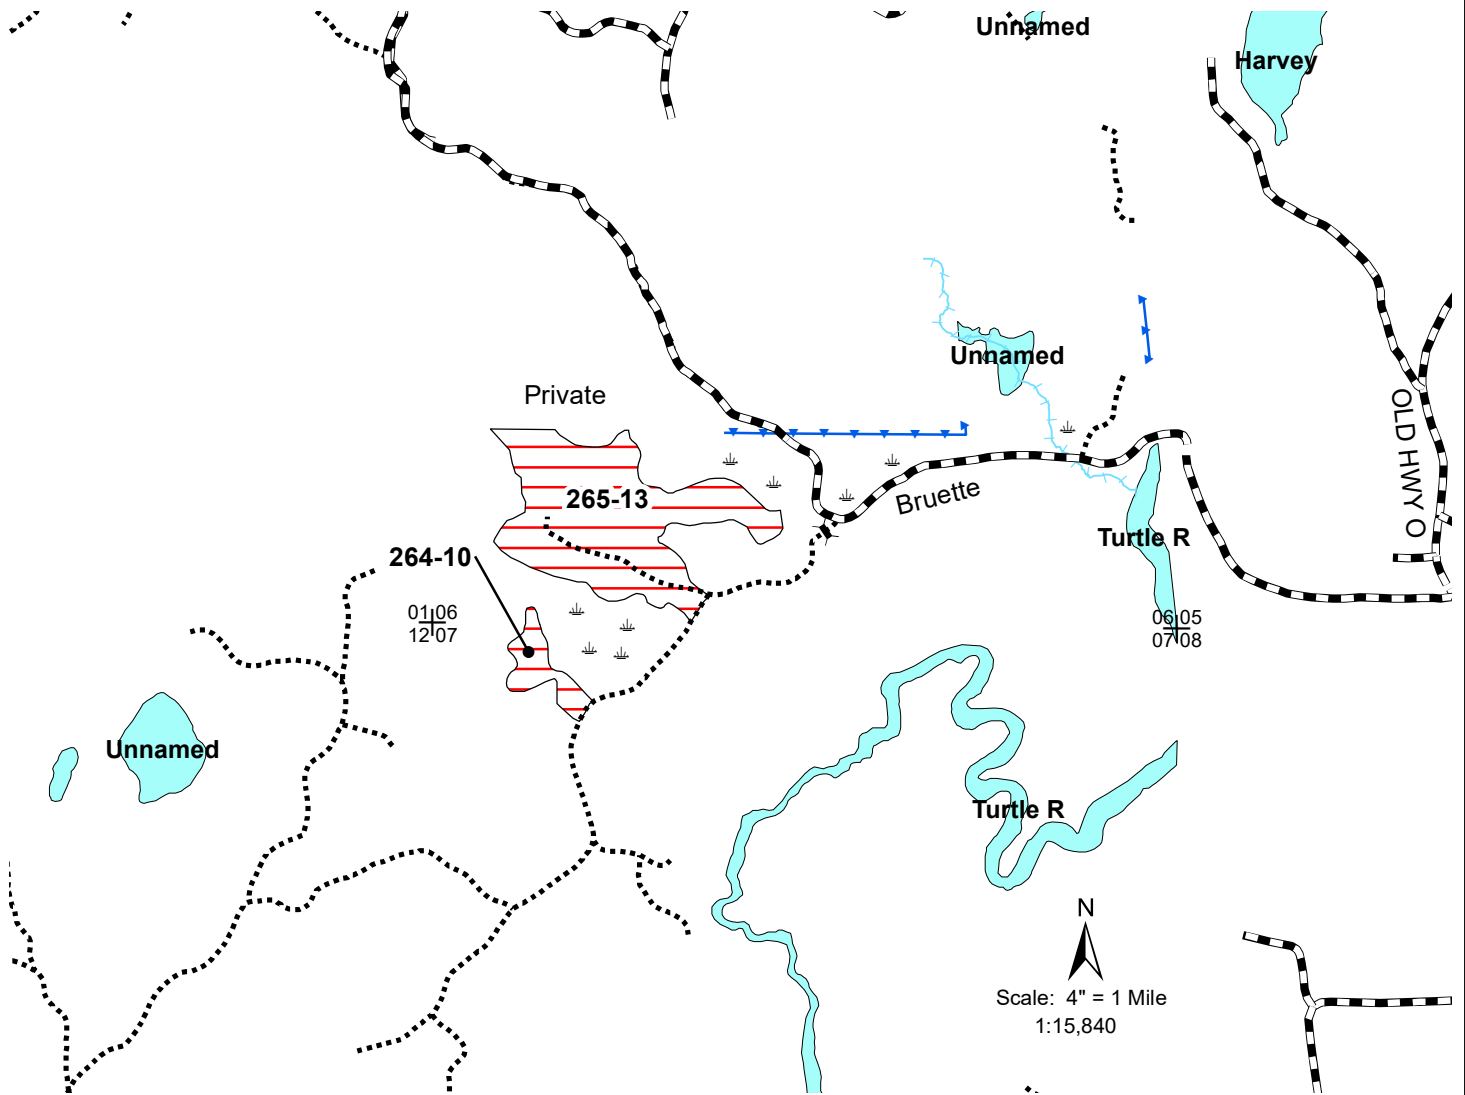 Unnamed
Harvey
Unnamed
Private
OLD HWY O
265-13
Bruette
Turtle R
264-10
01 06
12 07
06 05
07 08
Unnamed
Turtle R
N
Scale: 4" = 1 Mile
1:15,840